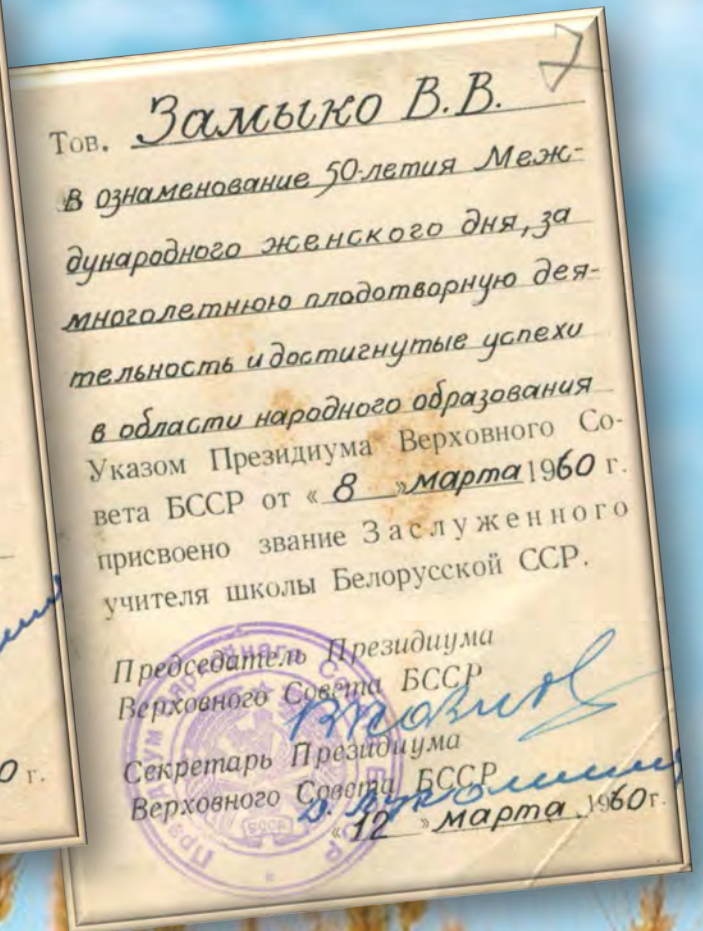 Тов. Замыко В.В.
В ознаменование 50-летия Меж-
дународного женского дня, за
многолетнюю плодотворную дея-
тельность и достигнутые успехи
в области народного образования
Указом Президиума Верховного Со-
вета БССР от « 8 » марта 1960 г.
присвоено звание Заслуженного
учителя школы Белорусской ССР.
Председатель Президиума
Верховного Совета БССР
Секретарь Президиума
Верховного Совета БССР
« 12 » марта 1960 г.
0 г.